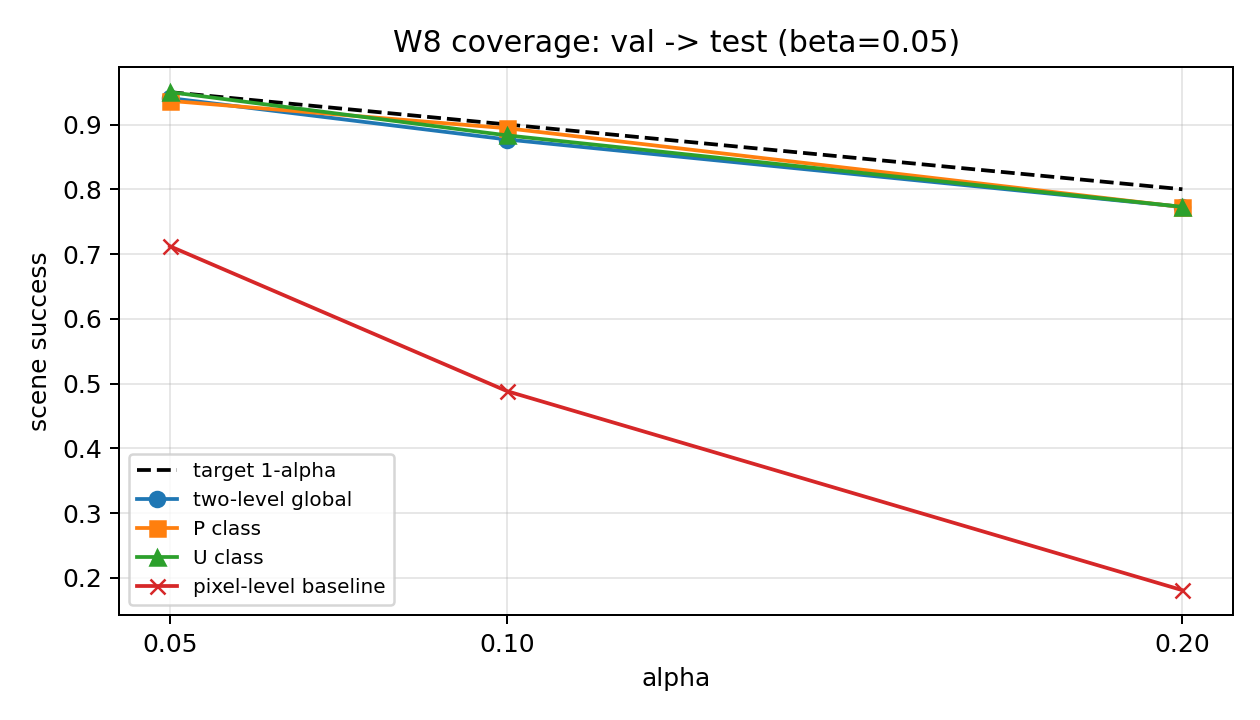 W8 coverage: val -> test (beta=0.05)
scene success
0.9
0.8
0.7
0.6
0.5
0.4
0.3
0.2
target 1-alpha
two-level global
P class
U class
pixel-level baseline
0.05 0.10 0.20
alpha